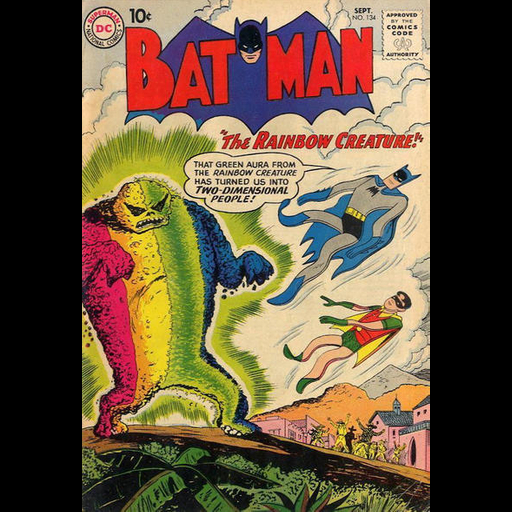 SUPERMAN
DC
NATIONAL COMICS
10¢
SEPT.
NO. 134
APPROVED
BY THE
COMICS
CODE
AUTHORITY
BATMAN
"THE RAINBOW CREATURE!"
THAT GREEN AURA FROM
THE RAINBOW CREATURE
HAS TURNED US INTO
TWO-DIMENSIONAL
PEOPLE!